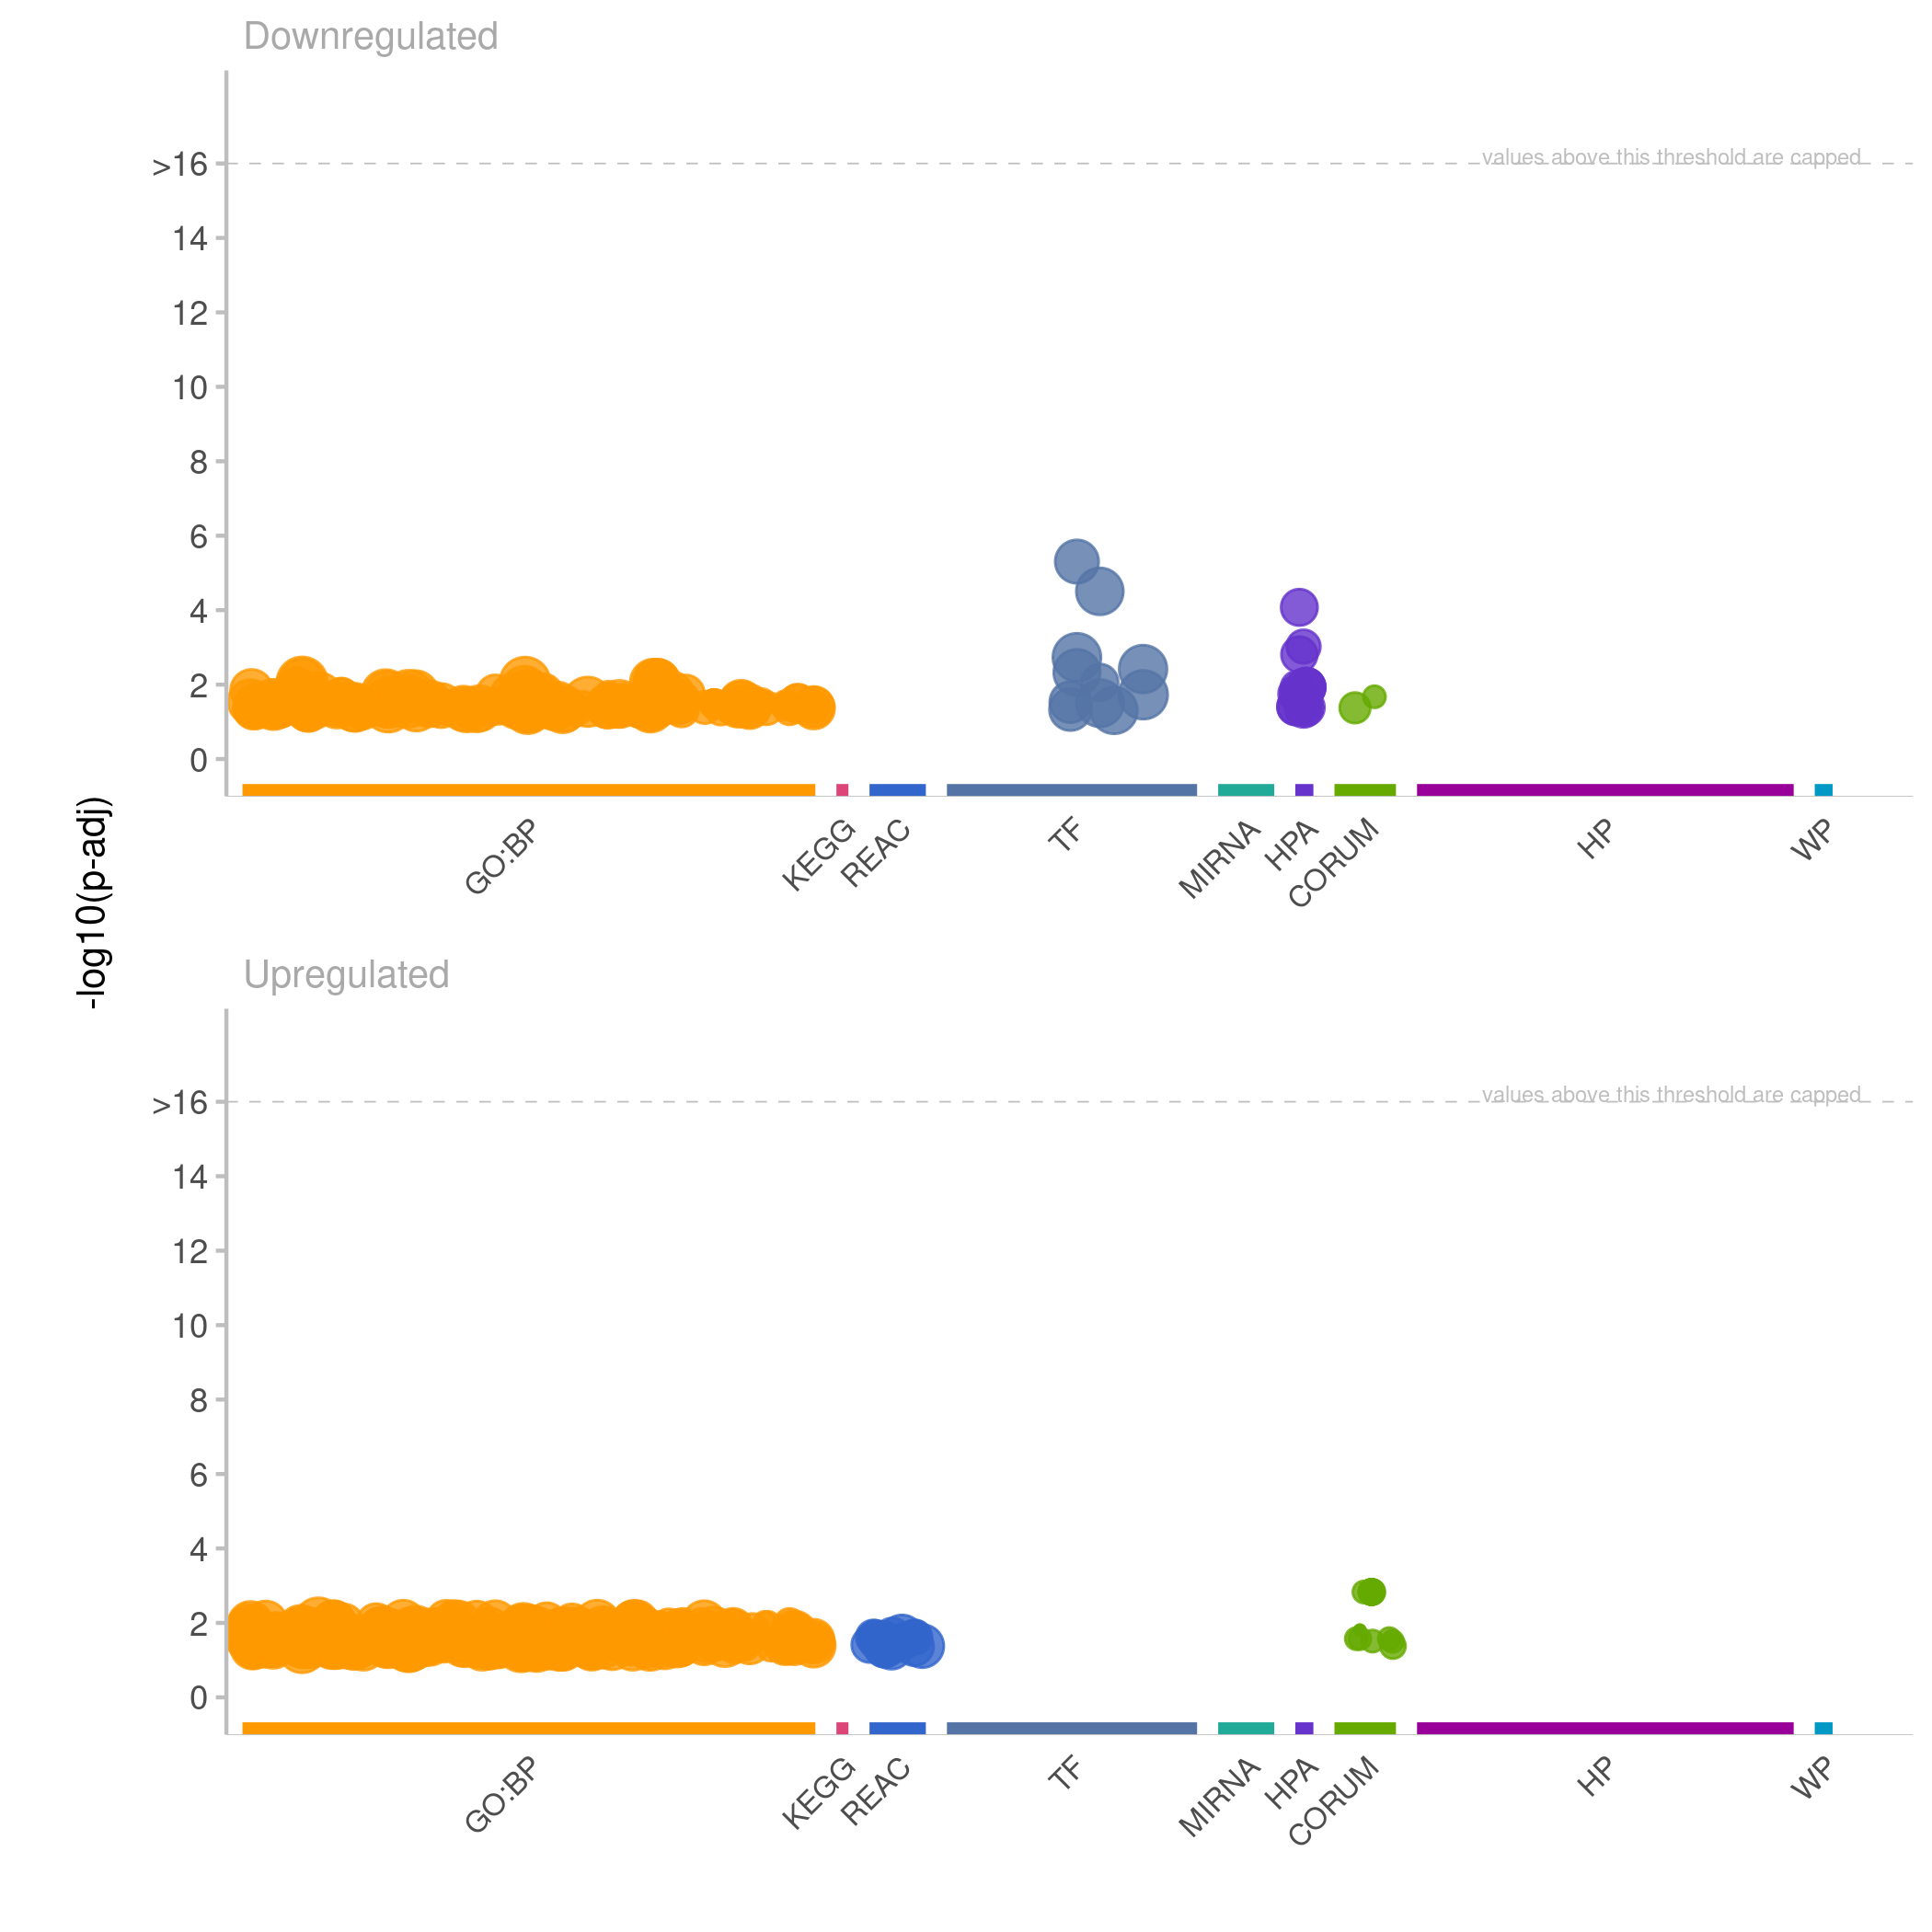 Downregulated
>16
values above this threshold are capped
14
12
10
8
6
4
2
0
GO:BP
KEGG
REAC
TF
MIRNA
HPA
CORUM
HP
WP
-log10(p-adj)
Upregulated
>16
values above this threshold are capped
14
12
10
8
6
4
2
0
GO:BP
KEGG
REAC
TF
MIRNA
HPA
CORUM
HP
WP